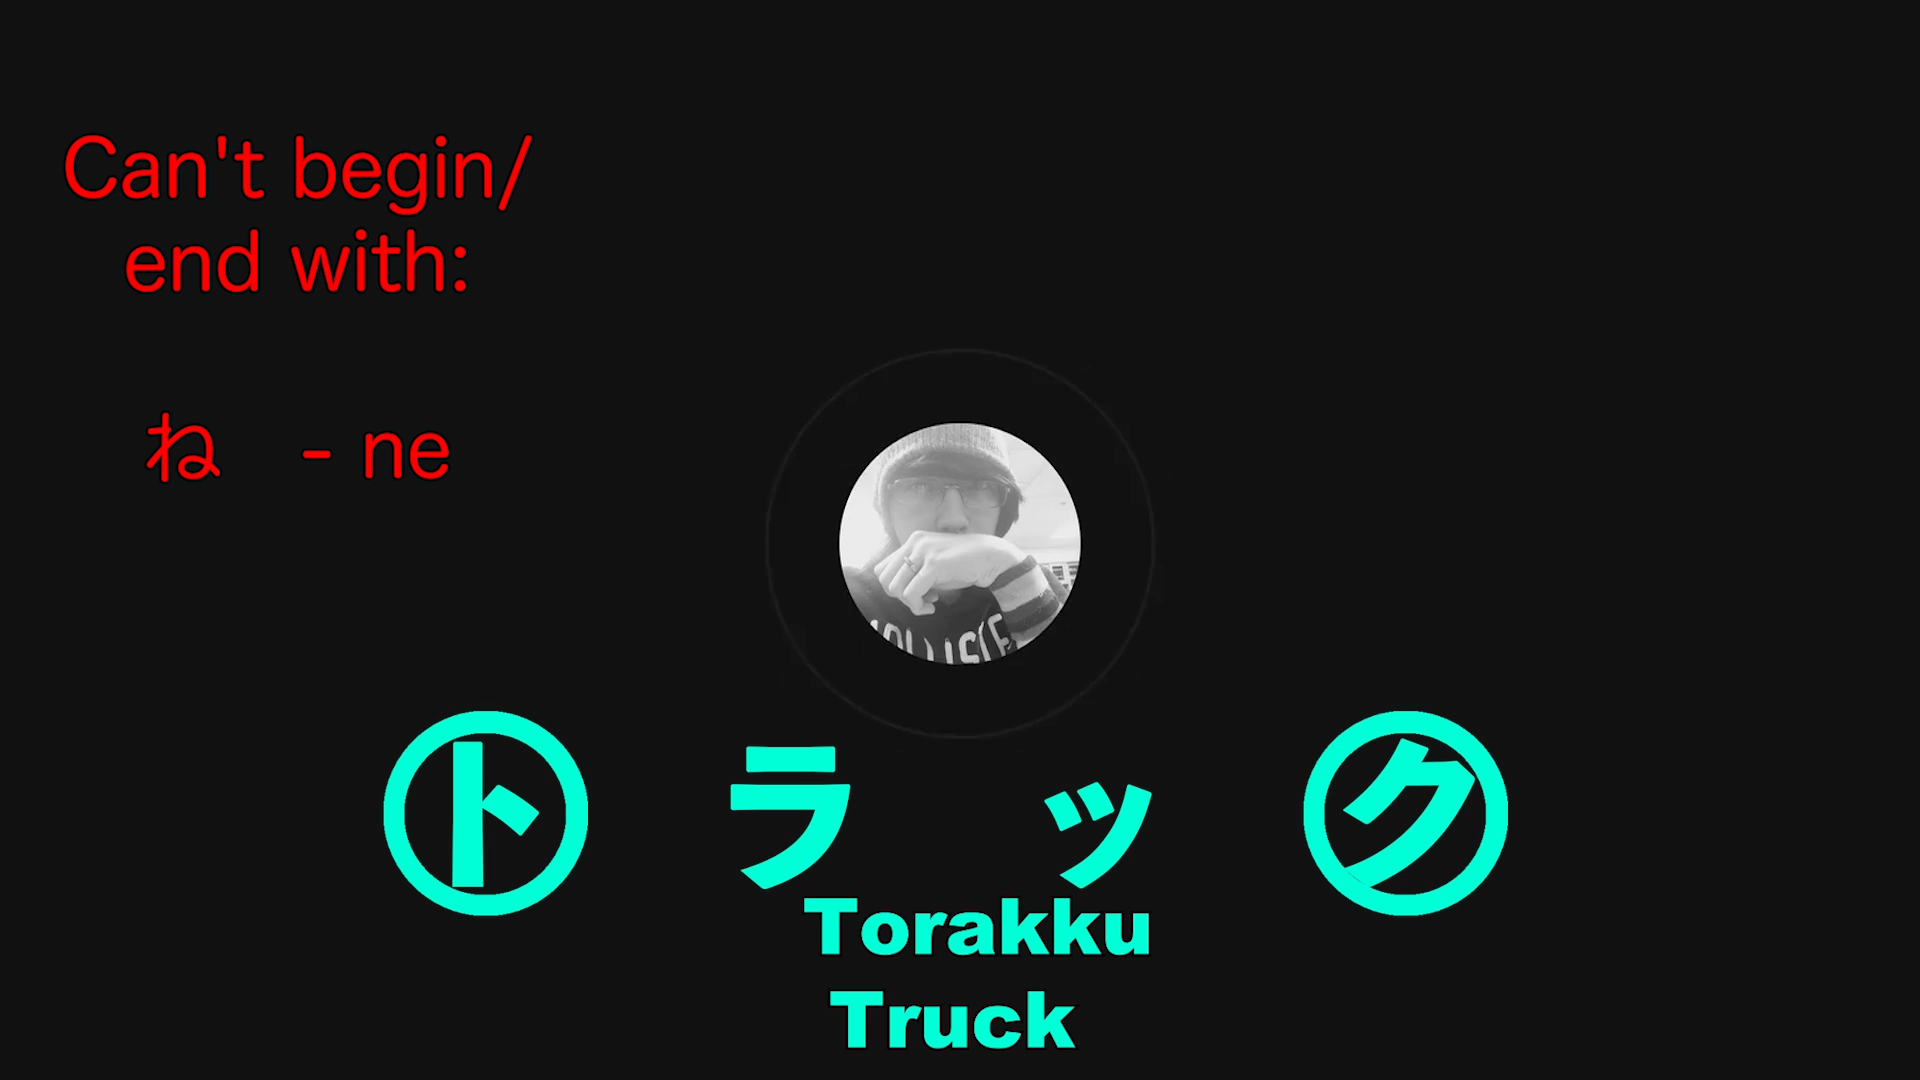 Can't begin/
end with:
ね - ne
トラック
Torakku
Truck